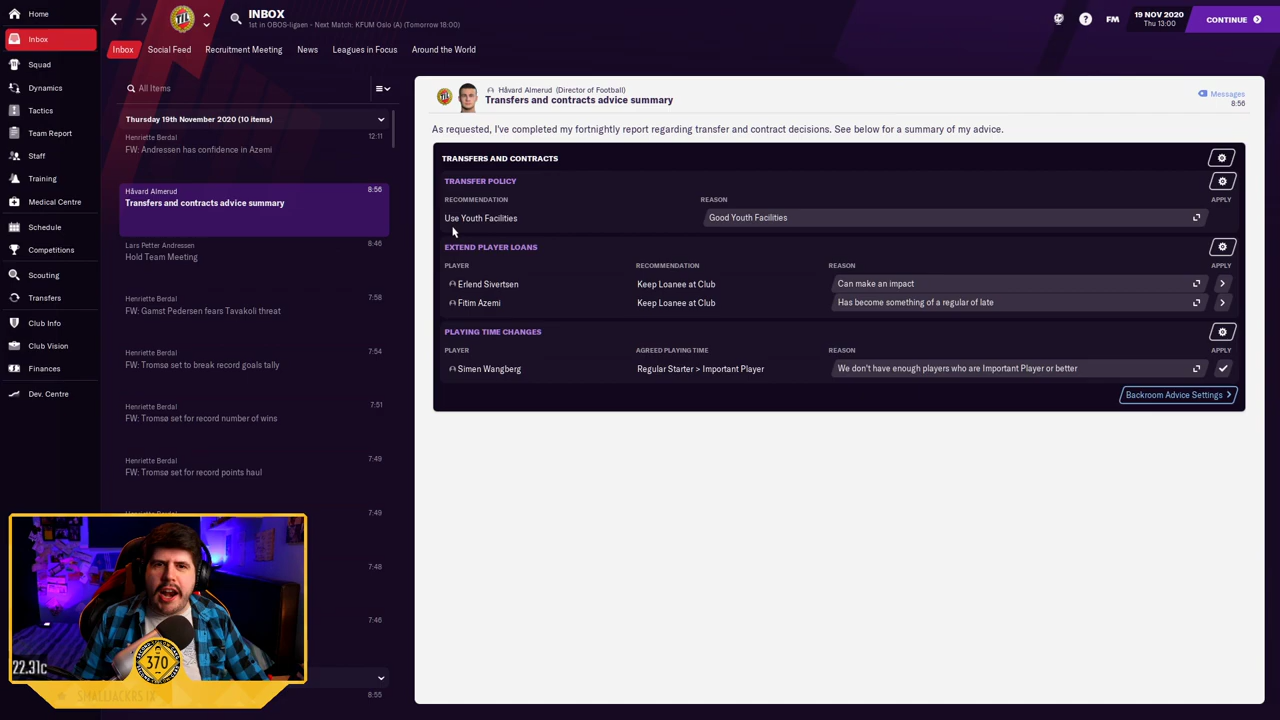 Home
Inbox
Squad
Dynamics
Tactics
Team Report
Staff
Training
Medical Centre
Schedule
Competitions
Scouting
Transfers
Club Info
Club Vision
Finances
Dev. Centre
TIL
INBOX
1st in OBOS-ligaen - Next Match: KFUM Oslo (A) (Tomorrow 18:00)
?
FM
19 NOV 2020
Thu 13:00
CONTINUE
Inbox
Social Feed
Recruitment Meeting
News
Leagues in Focus
Around the World
All Items
Thursday 19th November 2020 (10 items)
Henriette Berdal 12:11
FW: Andressen has confidence in Azemi
Håvard Almerud 8:56
Transfers and contracts advice summary
Lars Petter Andressen 8:46
Hold Team Meeting
Henriette Berdal 7:58
FW: Gamst Pedersen fears Tavakoli threat
Henriette Berdal 7:54
FW: Tromsø set to break record goals tally
Henriette Berdal 7:51
FW: Tromsø set for record number of wins
Henriette Berdal 7:49
FW: Tromsø set for record points haul
Henriette Berdal 7:49
7:48
7:46
8:55
22.31c
370
SMALLJACKRS IX
TIL
Håvard Almerud (Director of Football)
Transfers and contracts advice summary
Messages
8:56
As requested, I've completed my fortnightly report regarding transfer and contract decisions. See below for a summary of my advice.
TRANSFERS AND CONTRACTS
TRANSFER POLICY
RECOMMENDATION REASON APPLY
Use Youth Facilities Good Youth Facilities
EXTEND PLAYER LOANS
PLAYER RECOMMENDATION REASON APPLY
Erlend Sivertsen Keep Loanee at Club Can make an impact
Fitim Azemi Keep Loanee at Club Has become something of a regular of late
PLAYING TIME CHANGES
PLAYER AGREED PLAYING TIME REASON APPLY
Simen Wangberg Regular Starter > Important Player We don't have enough players who are Important Player or better
Backroom Advice Settings